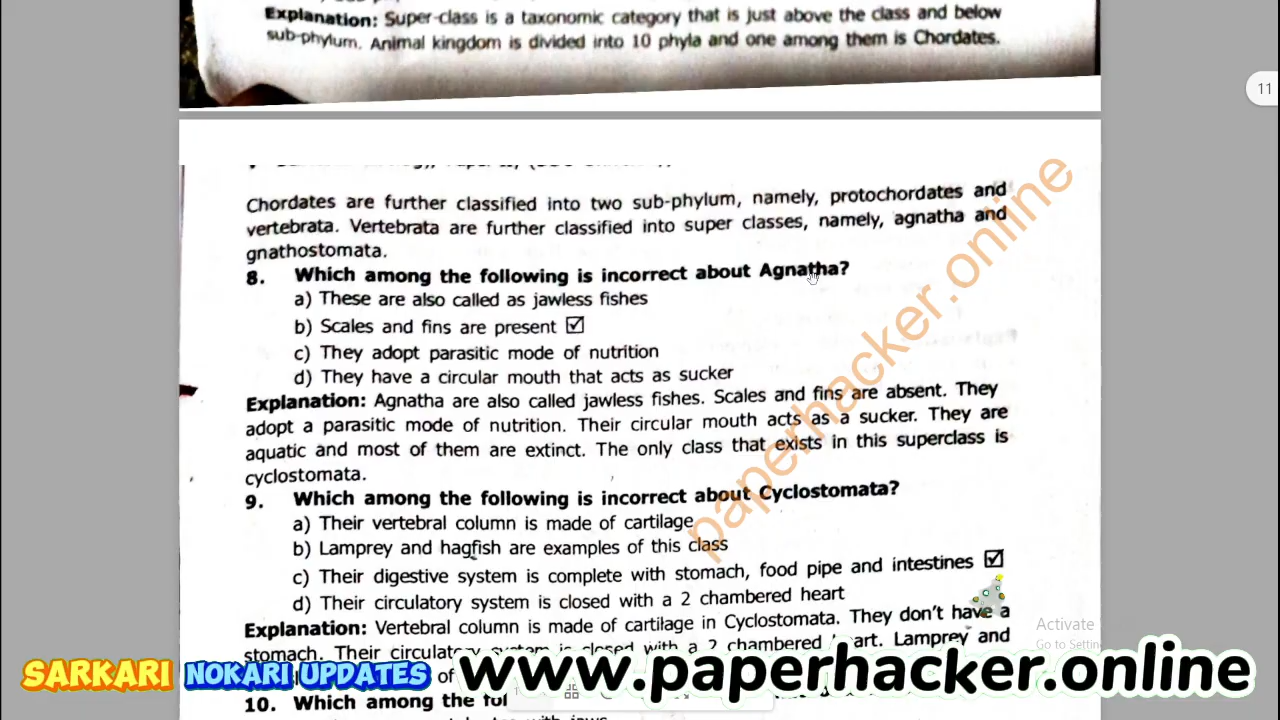 Explanation: Super-class is a taxonomic category that is just above the class and below
sub-phylum. Animal kingdom is divided into 10 phyla and one among them is Chordates.
11
Chordates are further classified into two sub-phylum, namely, protochordates and
vertebrata. Vertebrata are further classified into super classes, namely, agnatha and
gnathostomata.
8. Which among the following is incorrect about Agnatha?
a) These are also called as jawless fishes
b) Scales and fins are present ☑
c) They adopt parasitic mode of nutrition
d) They have a circular mouth that acts as sucker
Explanation: Agnatha are also called jawless fishes. Scales and fins are absent. They
adopt a parasitic mode of nutrition. Their circular mouth acts as a sucker. They are
aquatic and most of them are extinct. The only class that exists in this superclass is
cyclostomata.
9. Which among the following is incorrect about Cyclostomata?
a) Their vertebral column is made of cartilage
b) Lamprey and hagfish are examples of this class
c) Their digestive system is complete with stomach, food pipe and intestines ☑
d) Their circulatory system is closed with a 2 chambered heart
Explanation: Vertebral column is made of cartilage in Cyclostomata. They don't have a
stomach. Their circulatory system is closed with a 2 chambered heart. Lamprey and
of
10. Which among the
paperhacker.online
Activate
Go to Settin
SARKARI NOKARI UPDATES www.paperhacker.online